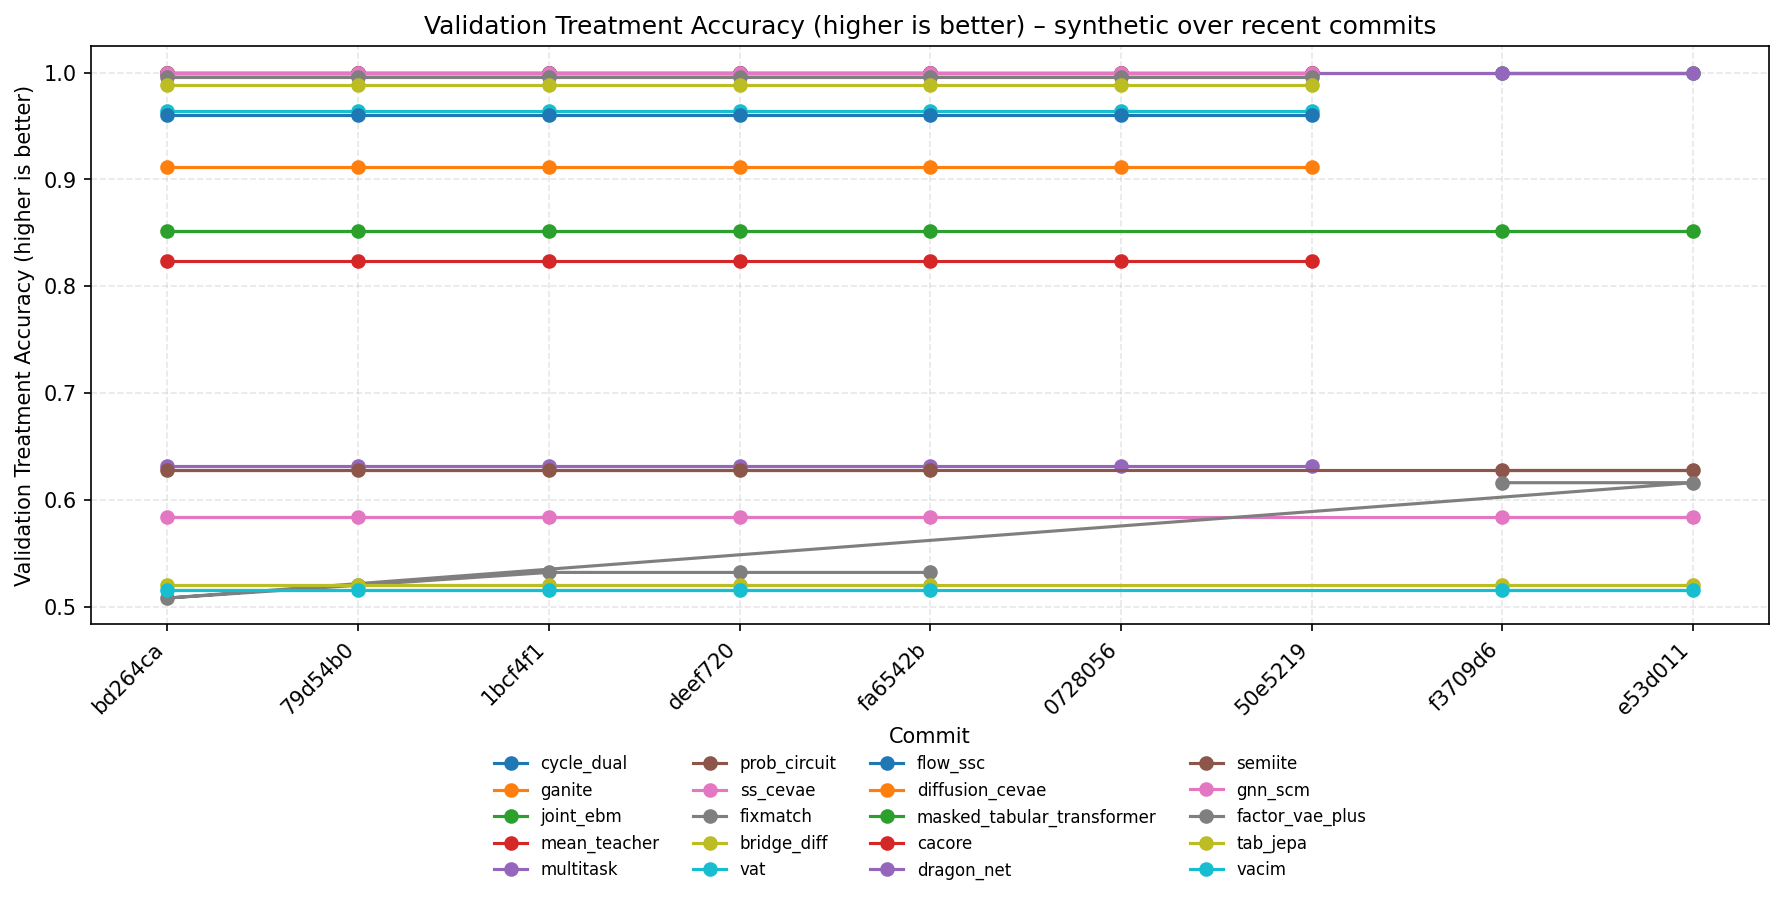 Validation Treatment Accuracy (higher is better) – synthetic over recent commits
Validation Treatment Accuracy (higher is better)
1.0
0.9
0.8
0.7
0.6
0.5
bd264ca
79d54b0
1bcf4f1
deef720
fa6542b
0728056
50e5219
f3709d6
e53d011
Commit
cycle_dual
ganite
joint_ebm
mean_teacher
multitask
prob_circuit
ss_cevae
fixmatch
bridge_diff
vat
flow_ssc
diffusion_cevae
masked_tabular_transformer
cacore
dragon_net
semiite
gnn_scm
factor_vae_plus
tab_jepa
vacim